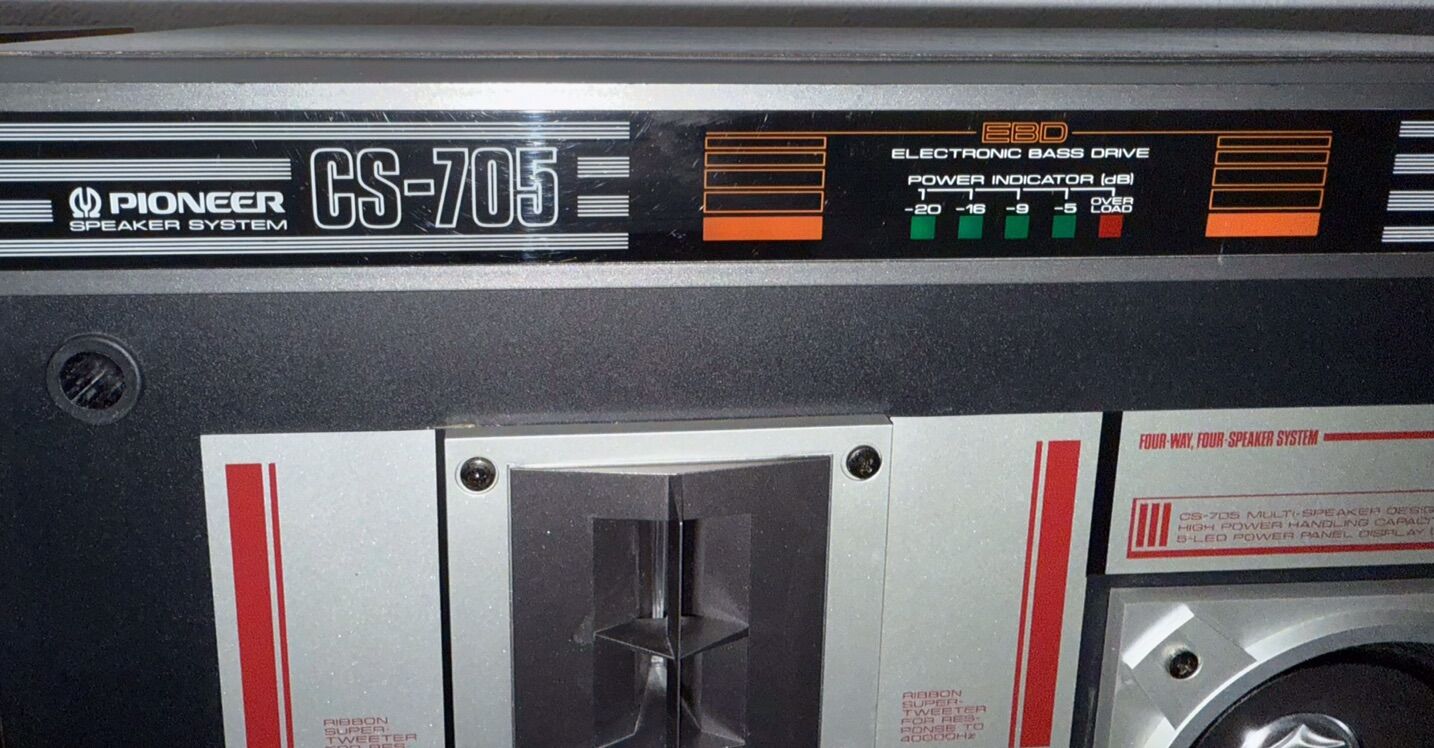 PIONEER
SPEAKER SYSTEM
CS-705
EBD
ELECTRONIC BASS DRIVE
POWER INDICATOR (dB)
-20 -16 -9 -5 OVER LOAD
FOUR-WAY, FOUR-SPEAKER SYSTEM
CS-705 MULTI-SPEAKER
HIGH POWER HANDLING
5-LED POWER PANEL DISPLAY
RIBBON
SUPER-
TWEETER
FOR RES-
RIBBON
SUPER-
TWEETER
FOR RES-
PONSE TO
40000Hz